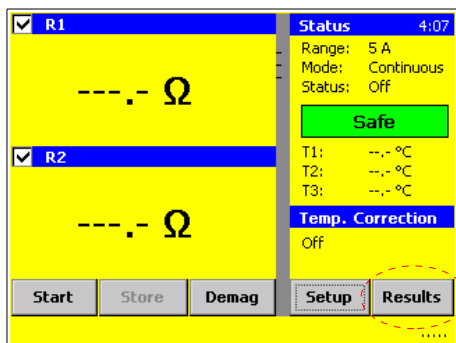 R1
---.- Ω
R2
---.- Ω
Status 4:07
Range: 5 A
Mode: Continuous
Status: Off
Safe
T1: --.- °C
T2: --.- °C
T3: --.- °C
Temp. Correction
Off
Start Store Demag Setup Results
.....